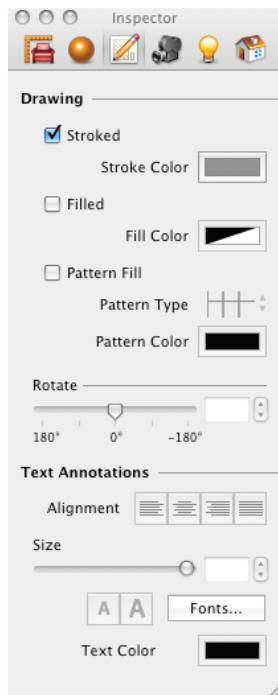 Inspector
Drawing
Stroked
Stroke Color
Filled
Fill Color
Pattern Fill
Pattern Type
Pattern Color
Rotate
180° 0° -180°
Text Annotations
Alignment
Size
A A Fonts...
Text Color